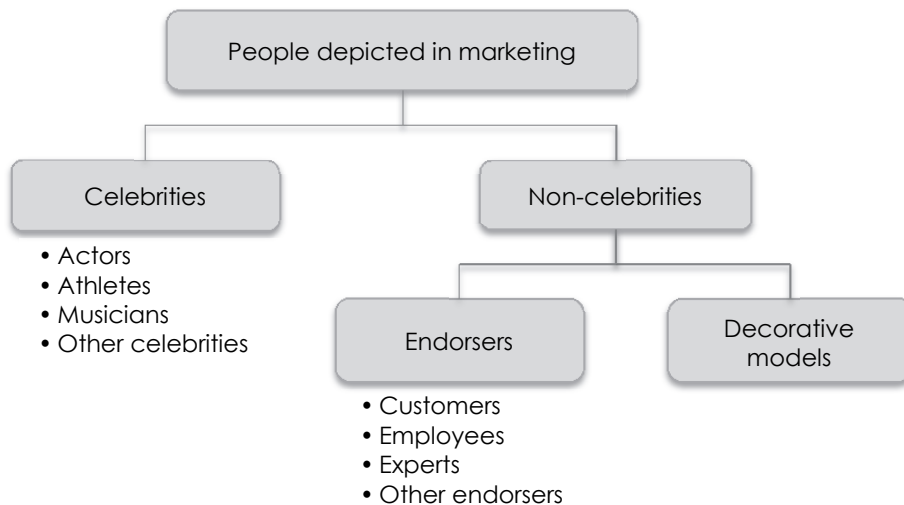 People depicted in marketing
Celebrities
• Actors
• Athletes
• Musicians
• Other celebrities
Non-celebrities
Endorsers
• Customers
• Employees
• Experts
• Other endorsers
Decorative
models